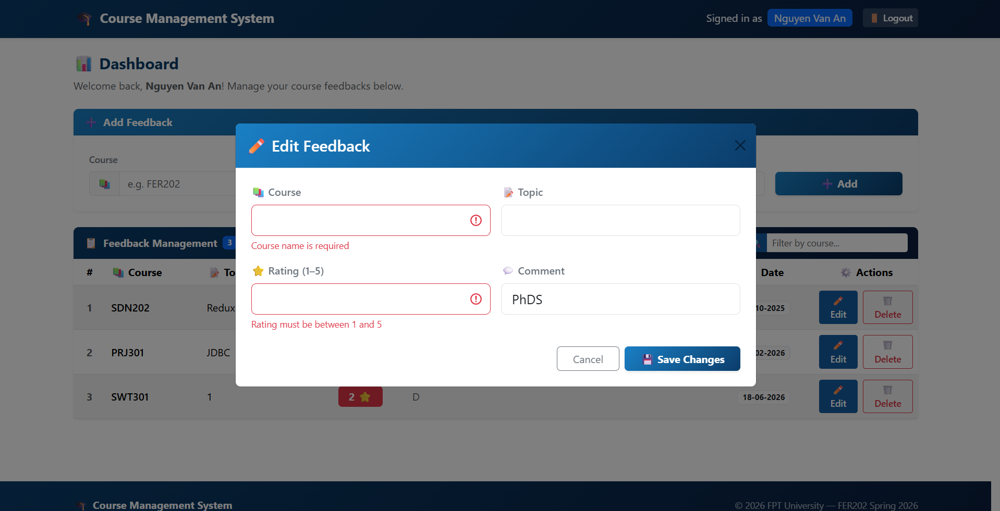 Course Management System
Signed in as Nguyen Van An Logout
Dashboard
Welcome back, Nguyen Van An! Manage your course feedbacks below.
Add Feedback
Course
e.g. FER202
Add
Edit Feedback
Course Topic
Course name is required
Rating (1–5) Comment
PhDS
Rating must be between 1 and 5
Cancel Save Changes
Feedback Management 3 Filter by course...
# Course To Date Actions
1 SDN202 Redux 10-2025 Edit Delete
2 PRJ301 JDBC 02-2026 Edit Delete
3 SWT301 1 2 D 18-06-2026 Edit Delete
Course Management System
© 2026 FPT University — FER202 Spring 2026